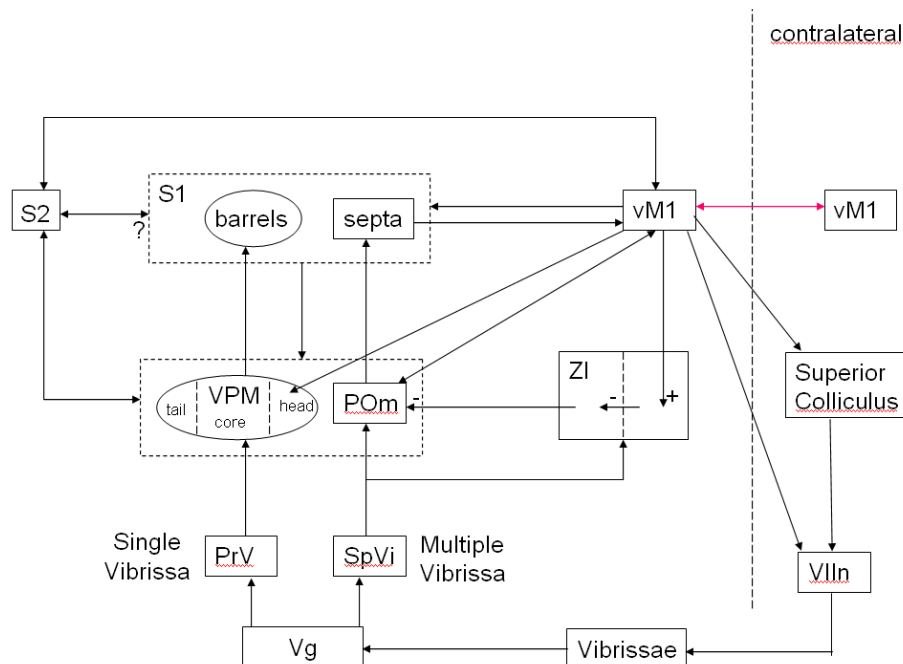 contralateral
S1
S2
barrels
septa
vM1
vM1
?
ZI
-
+
-
VPM
tail
head
core
POm
Superior
Colliculus
Single
Vibrissa
PrV
SpVi
Multiple
Vibrissa
VIIn
Vg
Vibrissae